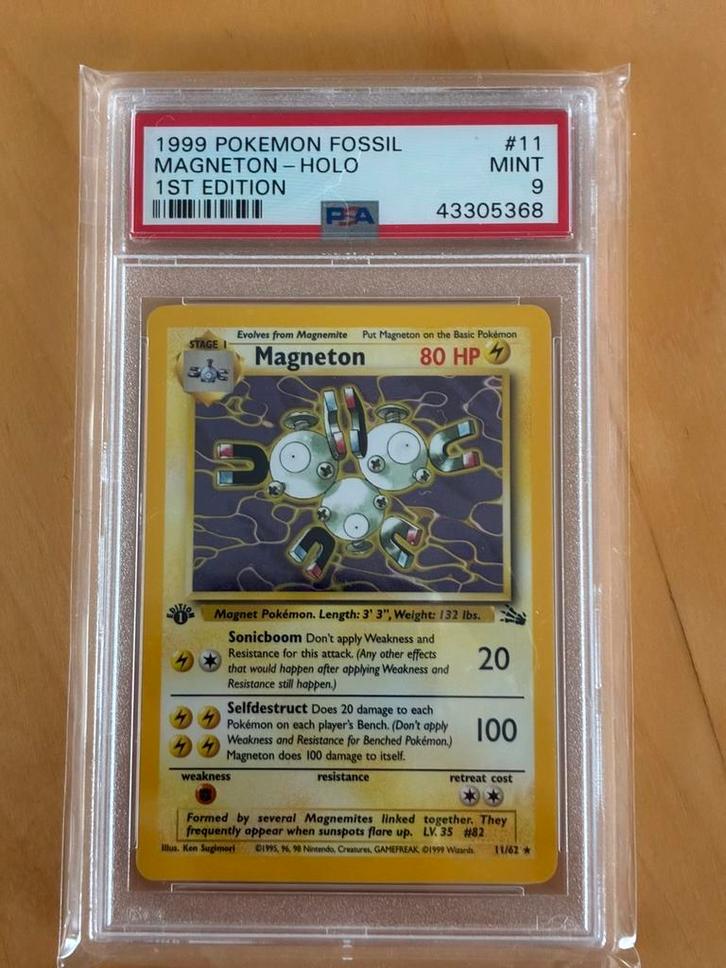 1999 POKEMON FOSSIL #11
MAGNETON - HOLO MINT
1ST EDITION 9
PSA 43305368
Evolves from Magnemite Put Magneton on the Basic Pokémon
STAGE 1
Magneton 80 HP
EDITION
1
Magnet Pokémon. Length: 3' 3", Weight: 132 lbs.
Sonicboom Don't apply Weakness and
Resistance for this attack. (Any other effects
that would happen after applying Weakness and
Resistance still happen.)
20
Selfdestruct Does 20 damage to each
Pokémon on each player's Bench. (Don't apply
Weakness and Resistance for Benched Pokémon.)
Magneton does 100 damage to itself.
100
weakness resistance retreat cost
Formed by several Magnemites linked together. They
frequently appear when sunspots flare up. LV. 35 #82
Illus. Ken Sugimori ©1995, 96, 98 Nintendo, Creatures, GAMEFREAK. ©1999 Wizards. 11/62 ★